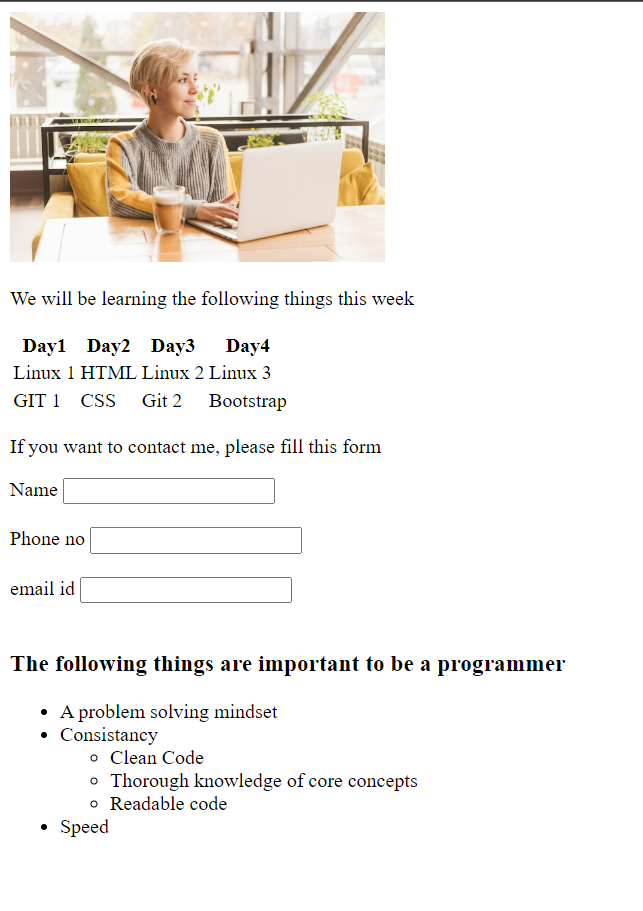 We will be learning the following things this week
Day1 Day2 Day3 Day4
Linux 1 HTML Linux 2 Linux 3
GIT 1 CSS Git 2 Bootstrap
If you want to contact me, please fill this form
Name
Phone no
email id
The following things are important to be a programmer
A problem solving mindset
Consistancy
Clean Code
Thorough knowledge of core concepts
Readable code
Speed